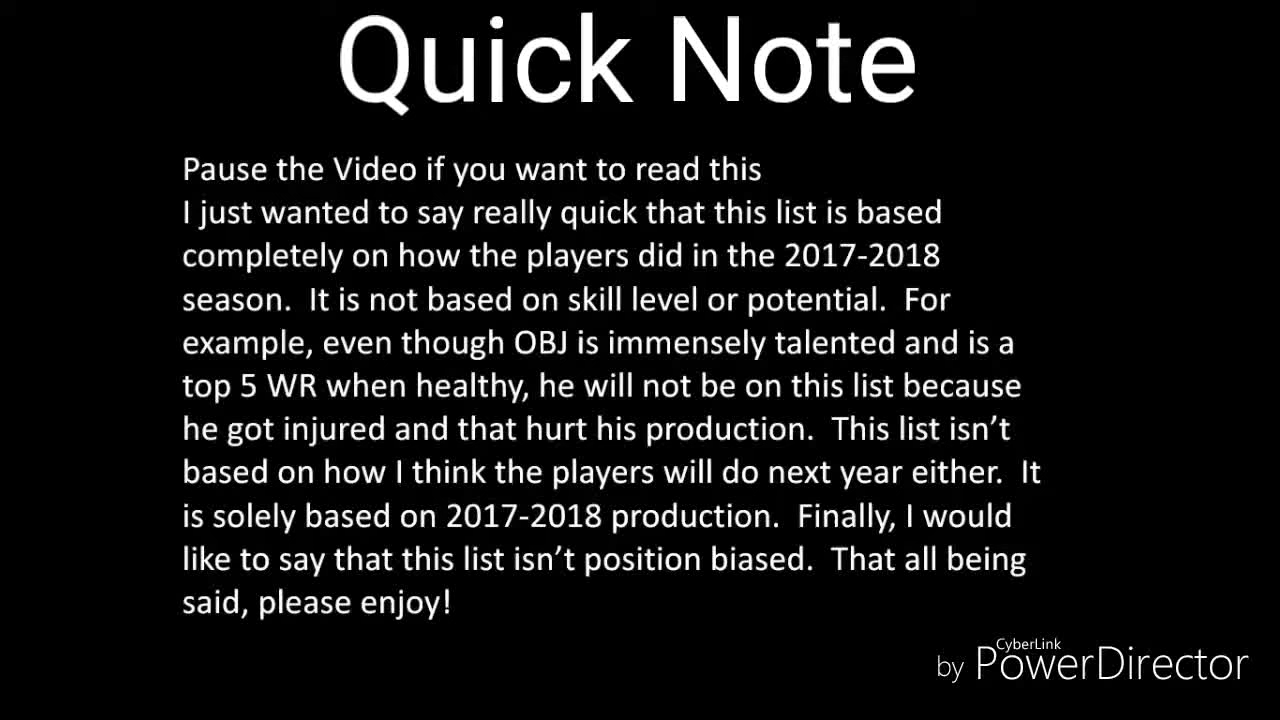 Quick Note
Pause the Video if you want to read this
I just wanted to say really quick that this list is based
completely on how the players did in the 2017-2018
season.  It is not based on skill level or potential.  For
example, even though OBJ is immensely talented and is a
top 5 WR when healthy, he will not be on this list because
he got injured and that hurt his production.  This list isn’t
based on how I think the players will do next year either.  It
is solely based on 2017-2018 production.  Finally, I would
like to say that this list isn’t position biased.  That all being
said, please enjoy!
CyberLink
by PowerDirector